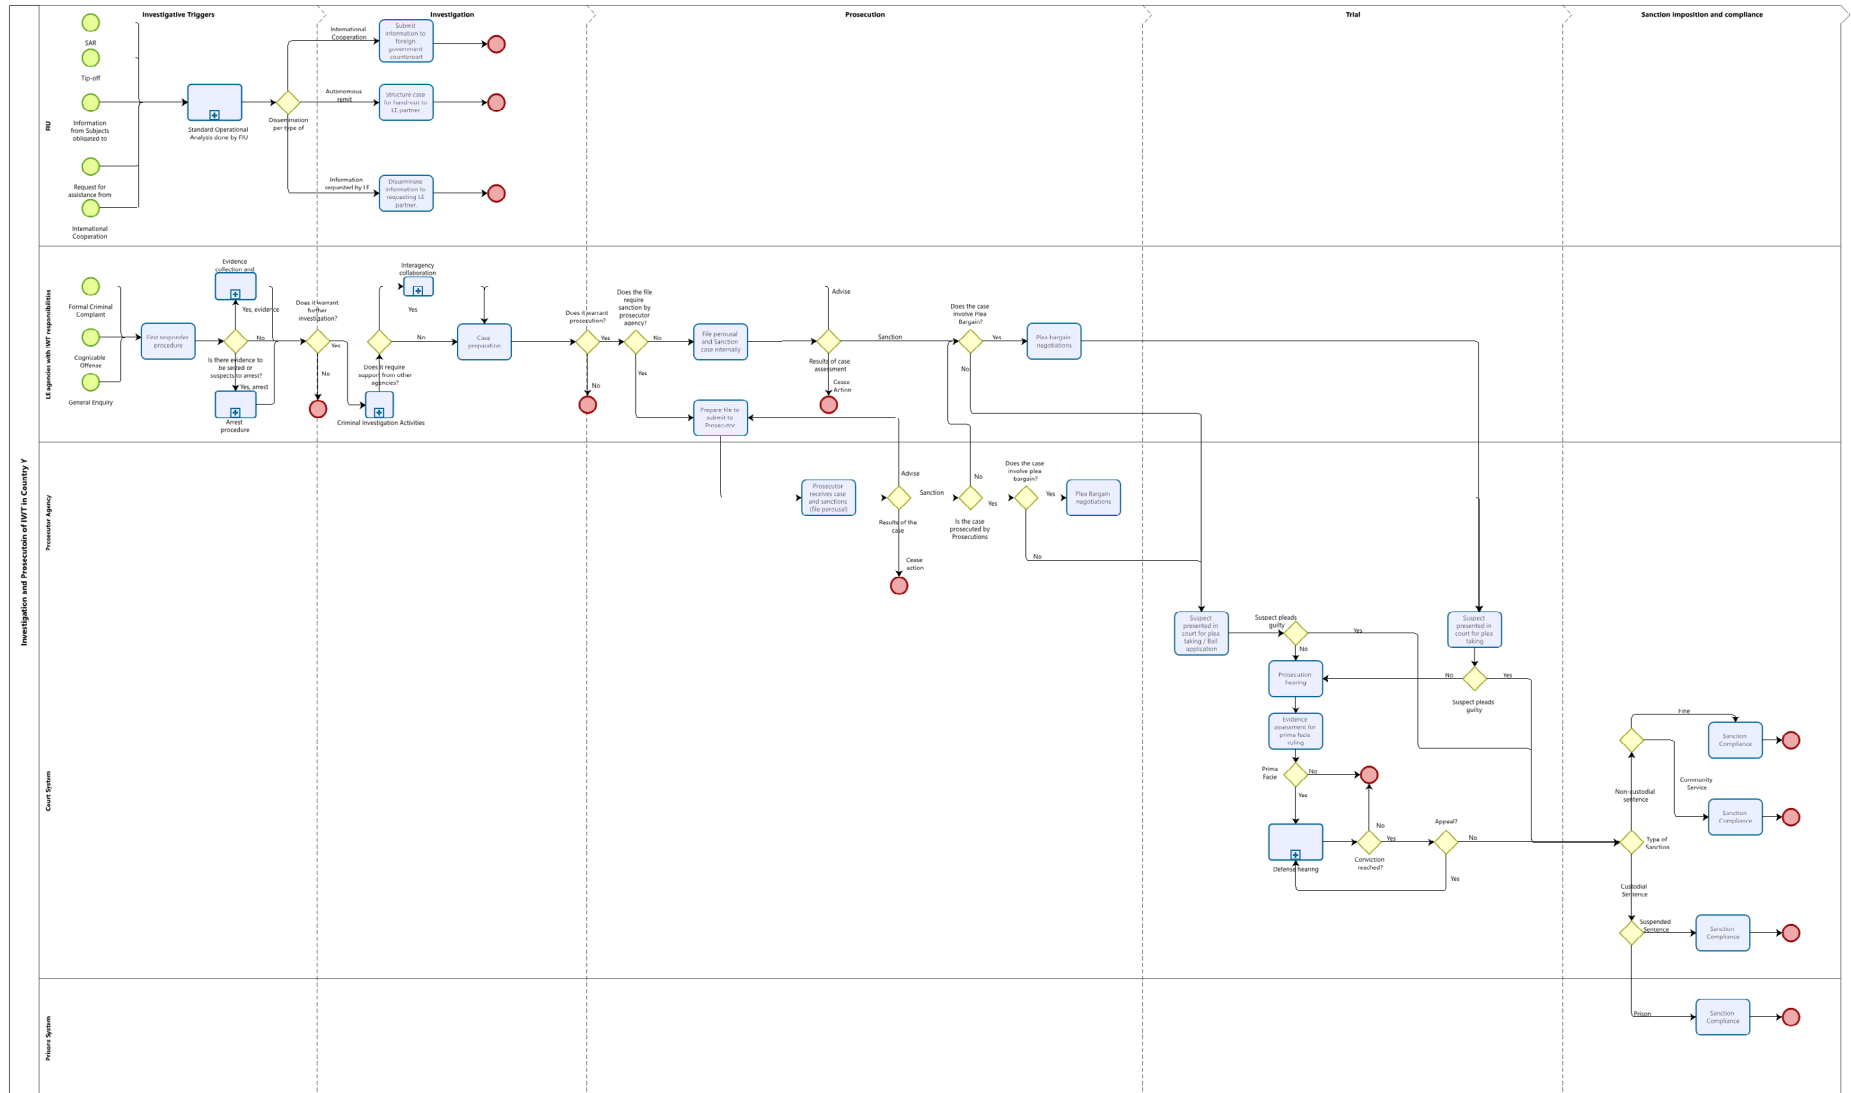 Investigative Triggers
Investigation
Prosecution
Trial
Sanction imposition and compliance
Investigation and Prosecutoin of IWT in Country Y
FIU
SAR
Tip-off
Information
from Subjects
obligated to
Request for
assistance from
International
Cooperation
Standard Operational
Analysis done by FIU
Dissemination
per type of
International
Cooperation
Submit
information to
foreign
government
counterpart
Autonomous
remit
Structure case
for hand-out to
LE partner.
Information
requested by LE
Disseminate
information to
requesting LE
partner.
LE agencies with IWT responsibilities
Formal Criminal
Complaint
Cognizable
Offense
General Enquiry
First responder
procedure
Evidence
collection and
Yes, evidence
No
Is there evidence to
be seized or
suspects to arrest?
Yes, arrest
Arrest
procedure
Does it warrant
further
investigation?
Yes
No
Criminal Investigation Activities
Does it require
support from other
agencies?
Interagency
collaboration
Yes
No
Case
preparation
Does it warrant
prosecution?
Yes
No
Does the file
require
sanction by
prosecutor
agency?
No
Yes
File perousal
and Sanction
case internally
Prepare file to
submit to
Prosecutor
Advise
Sanction
Results of case
assessment
Cease
Action
Does the case
involve Plea
Bargain?
Yes
No
Plea bargain
negotiations
Prosecutor Agency
Prosecutor
receives case
and sanctions
(file perousal)
Advise
Sanction
Results of the
case
Cease
action
No
Yes
Is the case
prosecuted by
Prosecutions
Does the case
involve plea
bargain?
Yes
No
Plea Bargain
negotiations
Court System
Suspect
presented in
court for plea
taking / Bail
application
Suspect pleads
guilty
Yes
No
Prosecution
hearing
Evidence
assessment for
prima facie
ruling
Prima
Facie
No
Yes
Defense hearing
Conviction
reached?
No
Yes
Appeal?
No
Yes
Suspect
presented in
court for plea
taking
No
Yes
Suspect pleads
guilty
Type of
Sanction
Non-custodial
sentence
Fine
Sanction
Compliance
Community
Service
Sanction
Compliance
Custodial
Sentence
Suspended
Sentence
Sanction
Compliance
Prisons System
Prison
Sanction
Compliance